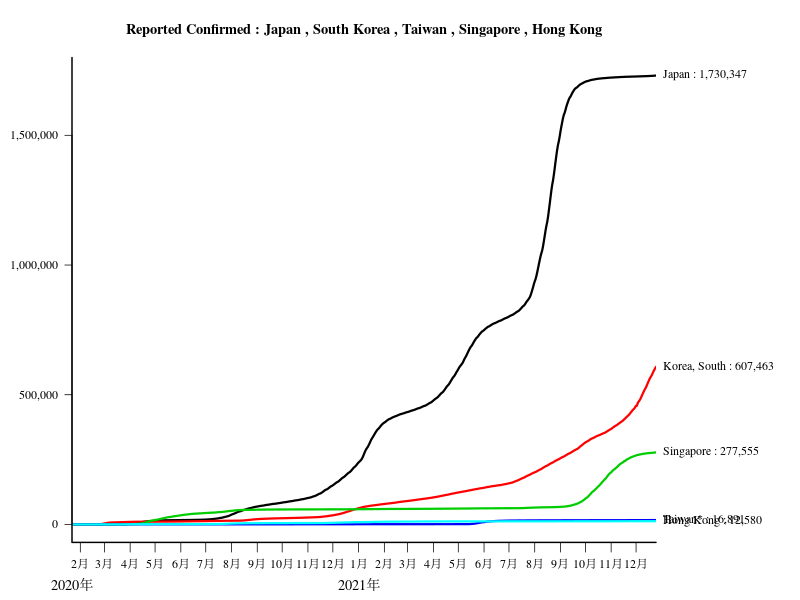 Reported Confirmed : Japan , South Korea , Taiwan , Singapore , Hong Kong
Japan : 1,730,347
1,500,000
1,000,000
500,000
0
Korea, South : 607,463
Singapore : 277,555
Hong Kong : 12,580
2月 3月 4月 5月 6月 7月 8月 9月 10月 11月 12月 1月 2月 3月 4月 5月 6月 7月 8月 9月 10月 11月 12月
2020年 2021年